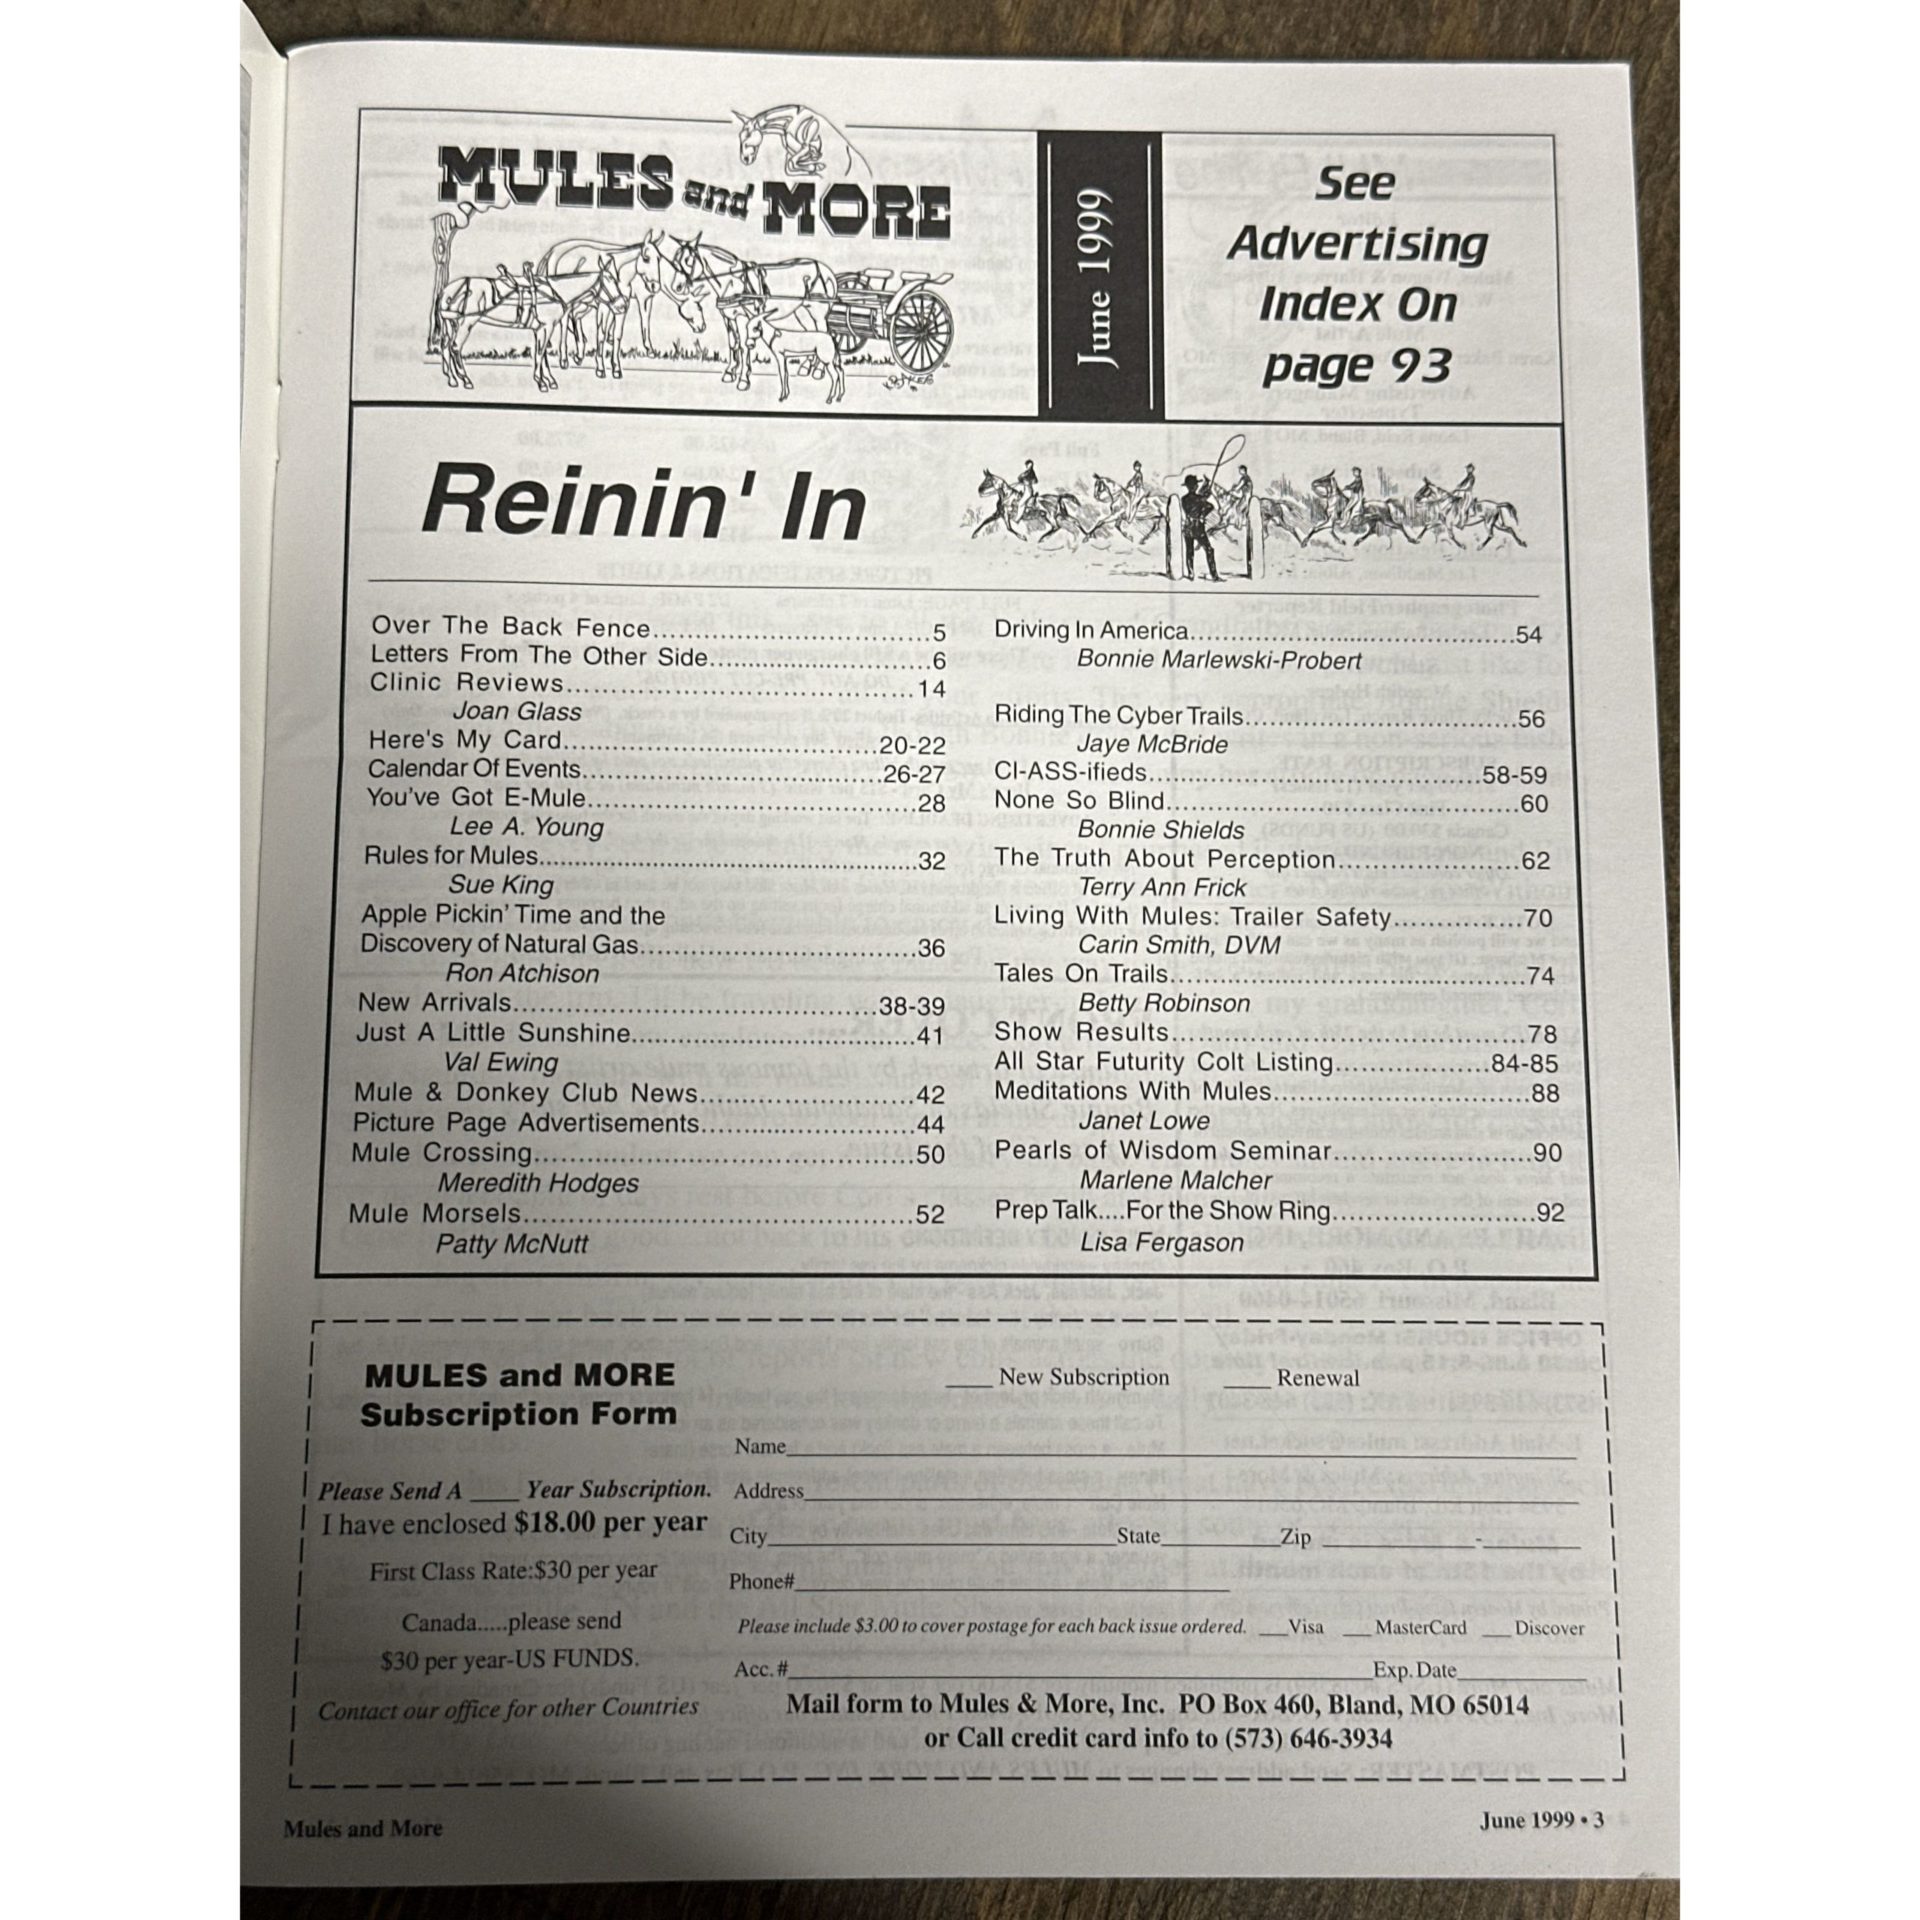 MULES and MORE
June 1999
See
Advertising
Index On
page 93
Reinin' In
Over The Back Fence..................................5
Letters From The Other Side...........................6
Clinic Reviews..........................................14
Joan Glass
Here's My Card......................................20-22
Calendar Of Events....................................26-27
You've Got E-Mule........................................28
Lee A. Young
Rules for Mules..................................................32
Sue King
Apple Pickin' Time and the
Discovery of Natural Gas....................................36
Ron Atchison
New Arrivals..............................................38-39
Just A Little Sunshine....................................41
Val Ewing
Mule & Donkey Club News..........................42
Picture Page Advertisements..........................44
Mule Crossing...............................................50
Meredith Hodges
Mule Morsels................................................52
Patty McNutt
Driving In America.............................................54
Bonnie Marlewski-Probert
Riding The Cyber Trails......................................56
Jaye McBride
Cl-ASS-ifieds..........................................58-59
None So Blind.............................................60
Bonnie Shields
The Truth About Perception........................62
Terry Ann Frick
Living With Mules: Trailer Safety................70
Carin Smith, DVM
Tales On Trails..............................................74
Betty Robinson
Show Results...............................................78
All Star Futurity Colt Listing....................84-85
Meditations With Mules.................................88
Janet Lowe
Pearls of Wisdom Seminar.........................90
Marlene Malcher
Prep Talk....For the Show Ring..........................92
Lisa Fergason
MULES and MORE
Subscription Form
____ New Subscription ____ Renewal
Name
Please Send A ____ Year Subscription.
Address
I have enclosed $18.00 per year
City State Zip -
First Class Rate:$30 per year
Phone#
Canada.....please send
Please include $3.00 to cover postage for each back issue ordered. ___Visa ___ MasterCard ___ Discover
$30 per year-US FUNDS.
Acc. # Exp. Date
Contact our office for other Countries
Mail form to Mules & More, Inc. PO Box 460, Bland, MO 65014
or Call credit card info to (573) 646-3934
Mules and More
June 1999 • 3